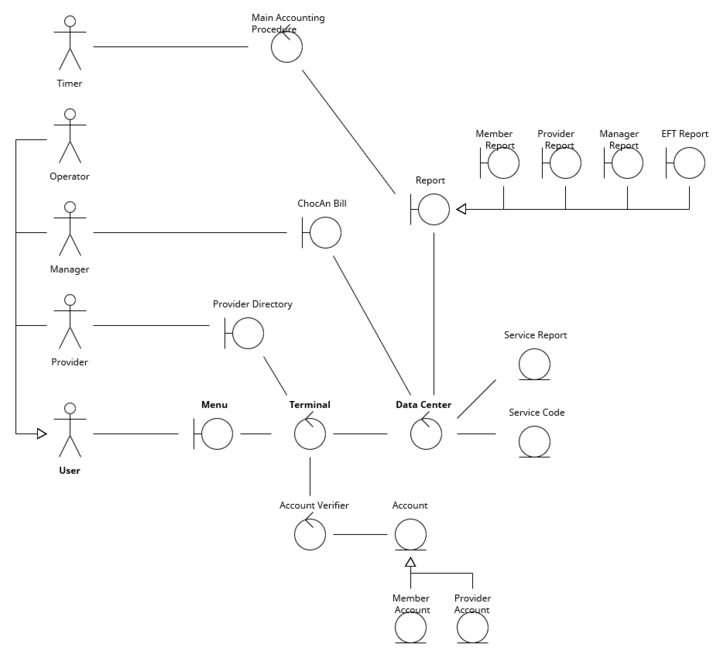 Main Accounting
Procedure
Timer
Operator
Member
Report
Provider
Report
Manager
Report
EFT Report
Report
ChocAn Bill
Manager
Provider Directory
Provider
Service Report
Menu
Terminal
Data Center
Service Code
User
Account Verifier
Account
Member
Account
Provider
Account